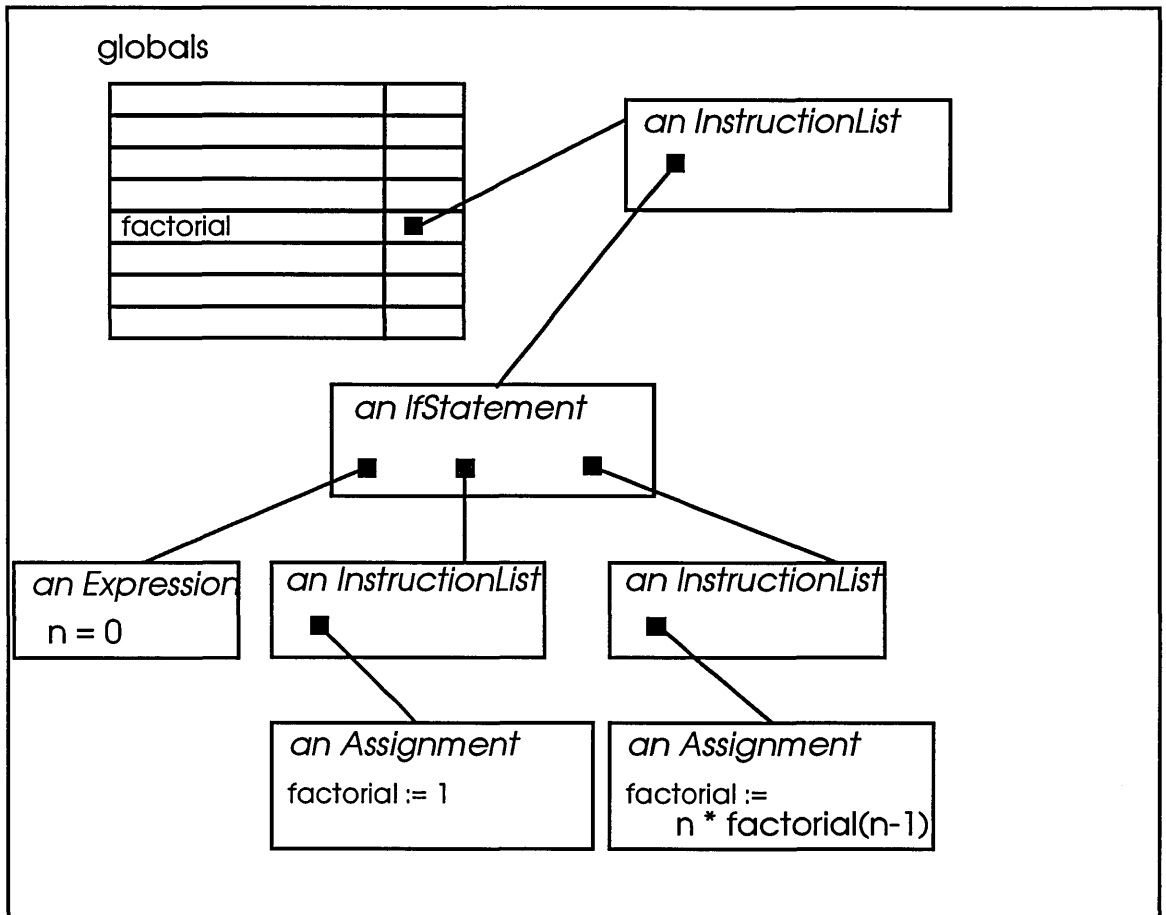 globals
an InstructionList
factorial
an IfStatement
an Expression
n = 0
an InstructionList
an InstructionList
an Assignment
factorial := 1
an Assignment
factorial :=
n * factorial(n-1)